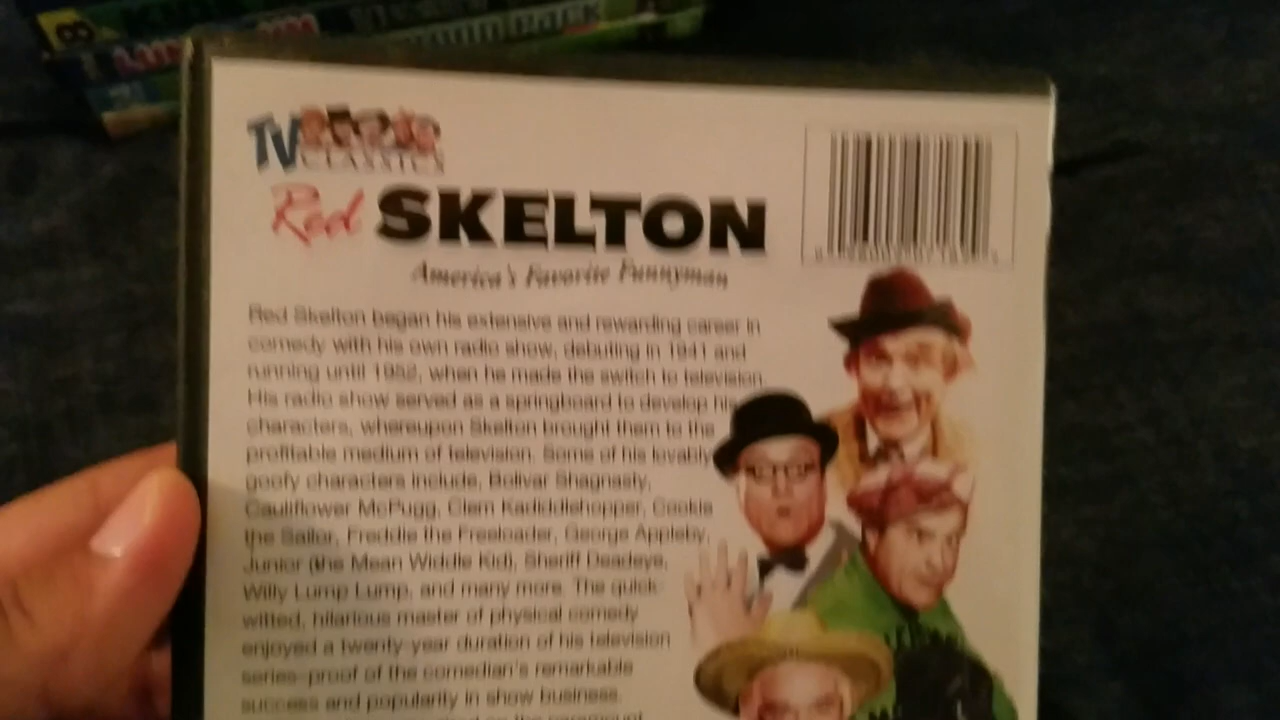 TV CLASSICS
Red SKELTON
America's Favorite Funnyman
Red Skelton began his extensive and rewarding career in
comedy with his own radio show, debuting in 1941 and
running until 1952, when he made the switch to television.
His radio show served as a springboard to develop his
characters, whereupon Skelton brought them to the
profitable medium of television. Some of his lovably
goofy characters include, Bolivar Shagnasty,
Cauliflower McPugg, Clem Kadiddlehopper, Cookie
the Sailor, Freddie the Freeloader, George Appleby,
Junior (the Mean Widdle Kid), Sheriff Deadeye,
Willy Lump Lump, and many more. The quick-
witted, hilarious master of physical comedy
enjoyed a twenty-year duration of his television
series-proof of the comedian's remarkable
success and popularity in show business.
on the paramount